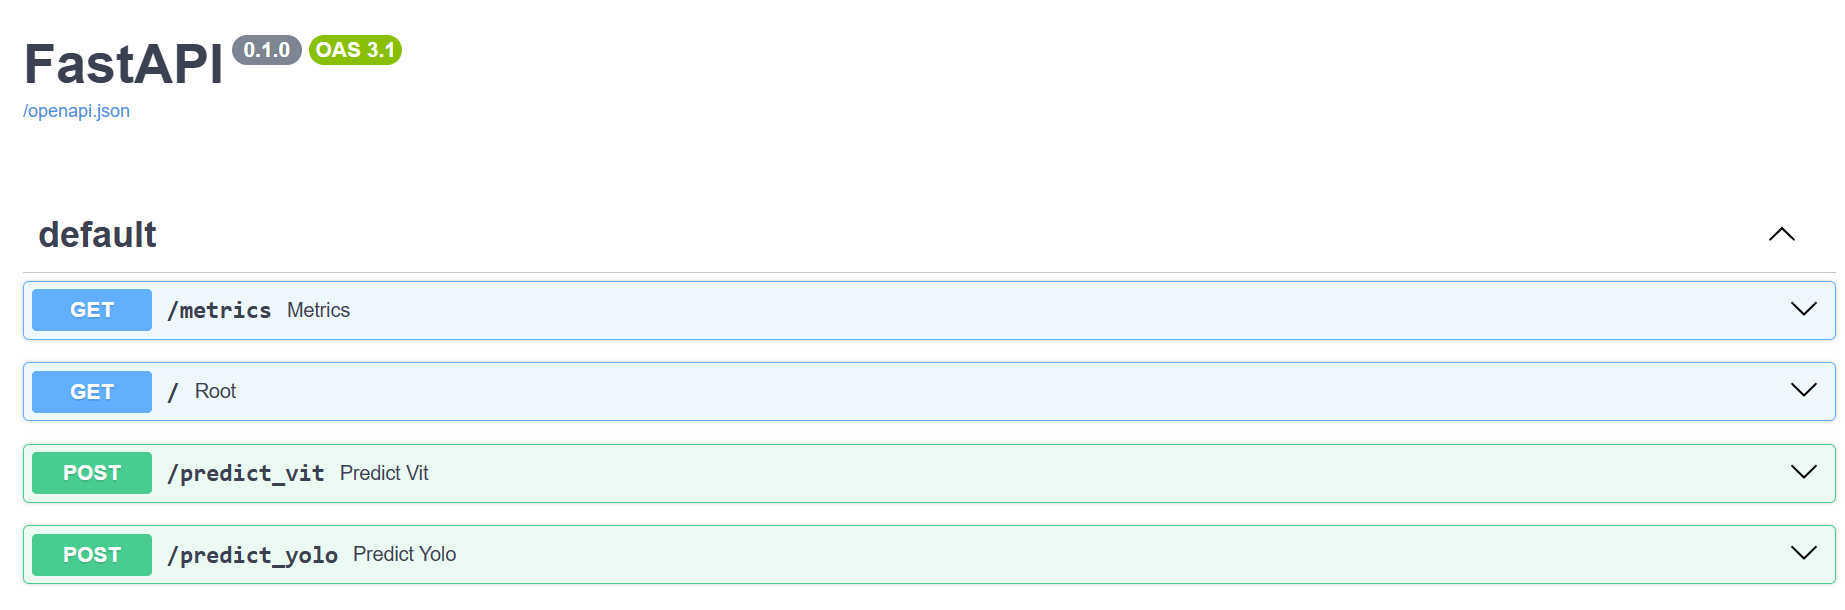 FastAPI 0.1.0 OAS 3.1
/openapi.json
default
GET /metrics Metrics
GET / Root
POST /predict_vit Predict Vit
POST /predict_yolo Predict Yolo